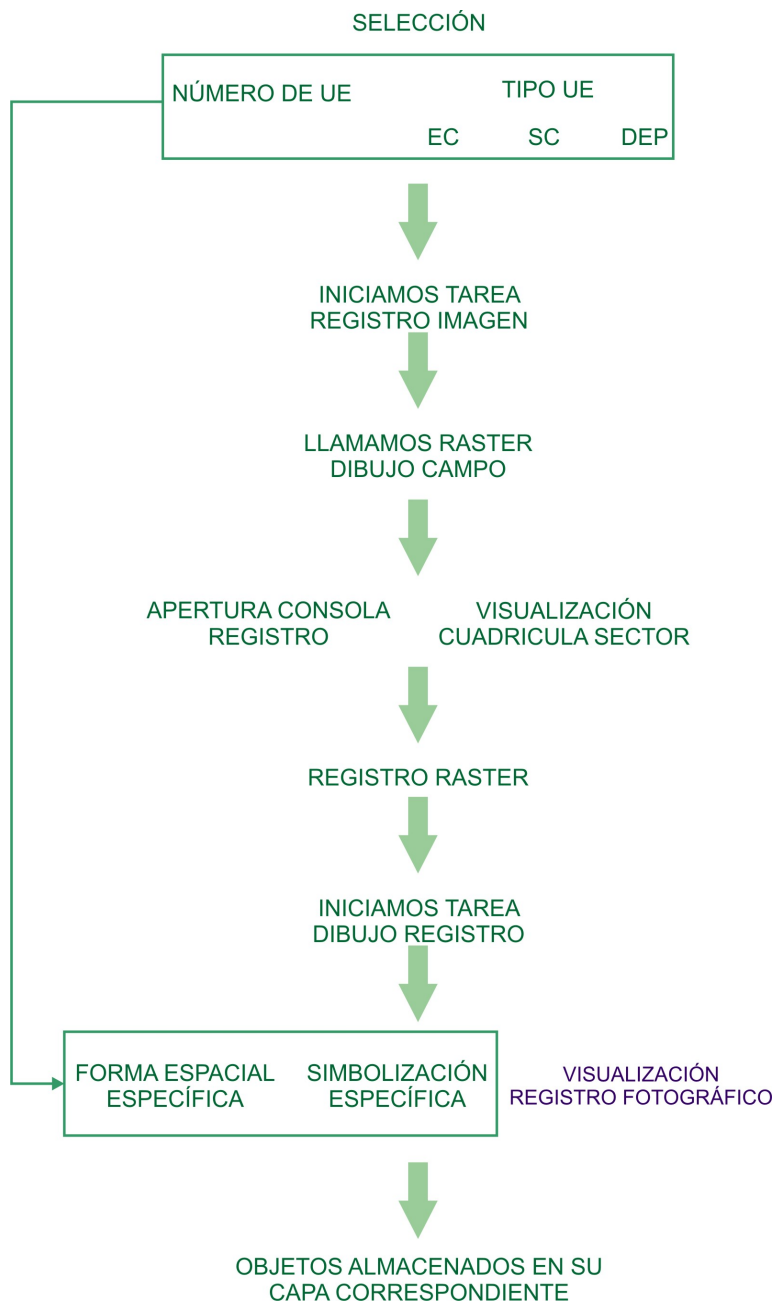 SELECCIÓN
NÚMERO DE UE
TIPO UE
EC SC DEP
INICIAMOS TAREA
REGISTRO IMAGEN
LLAMAMOS RASTER
DIBUJO CAMPO
APERTURA CONSOLA
REGISTRO
VISUALIZACIÓN
CUADRICULA SECTOR
REGISTRO RASTER
INICIAMOS TAREA
DIBUJO REGISTRO
FORMA ESPACIAL
ESPECÍFICA
SIMBOLIZACIÓN
ESPECÍFICA
VISUALIZACIÓN
REGISTRO FOTOGRÁFICO
OBJETOS ALMACENADOS EN SU
CAPA CORRESPONDIENTE